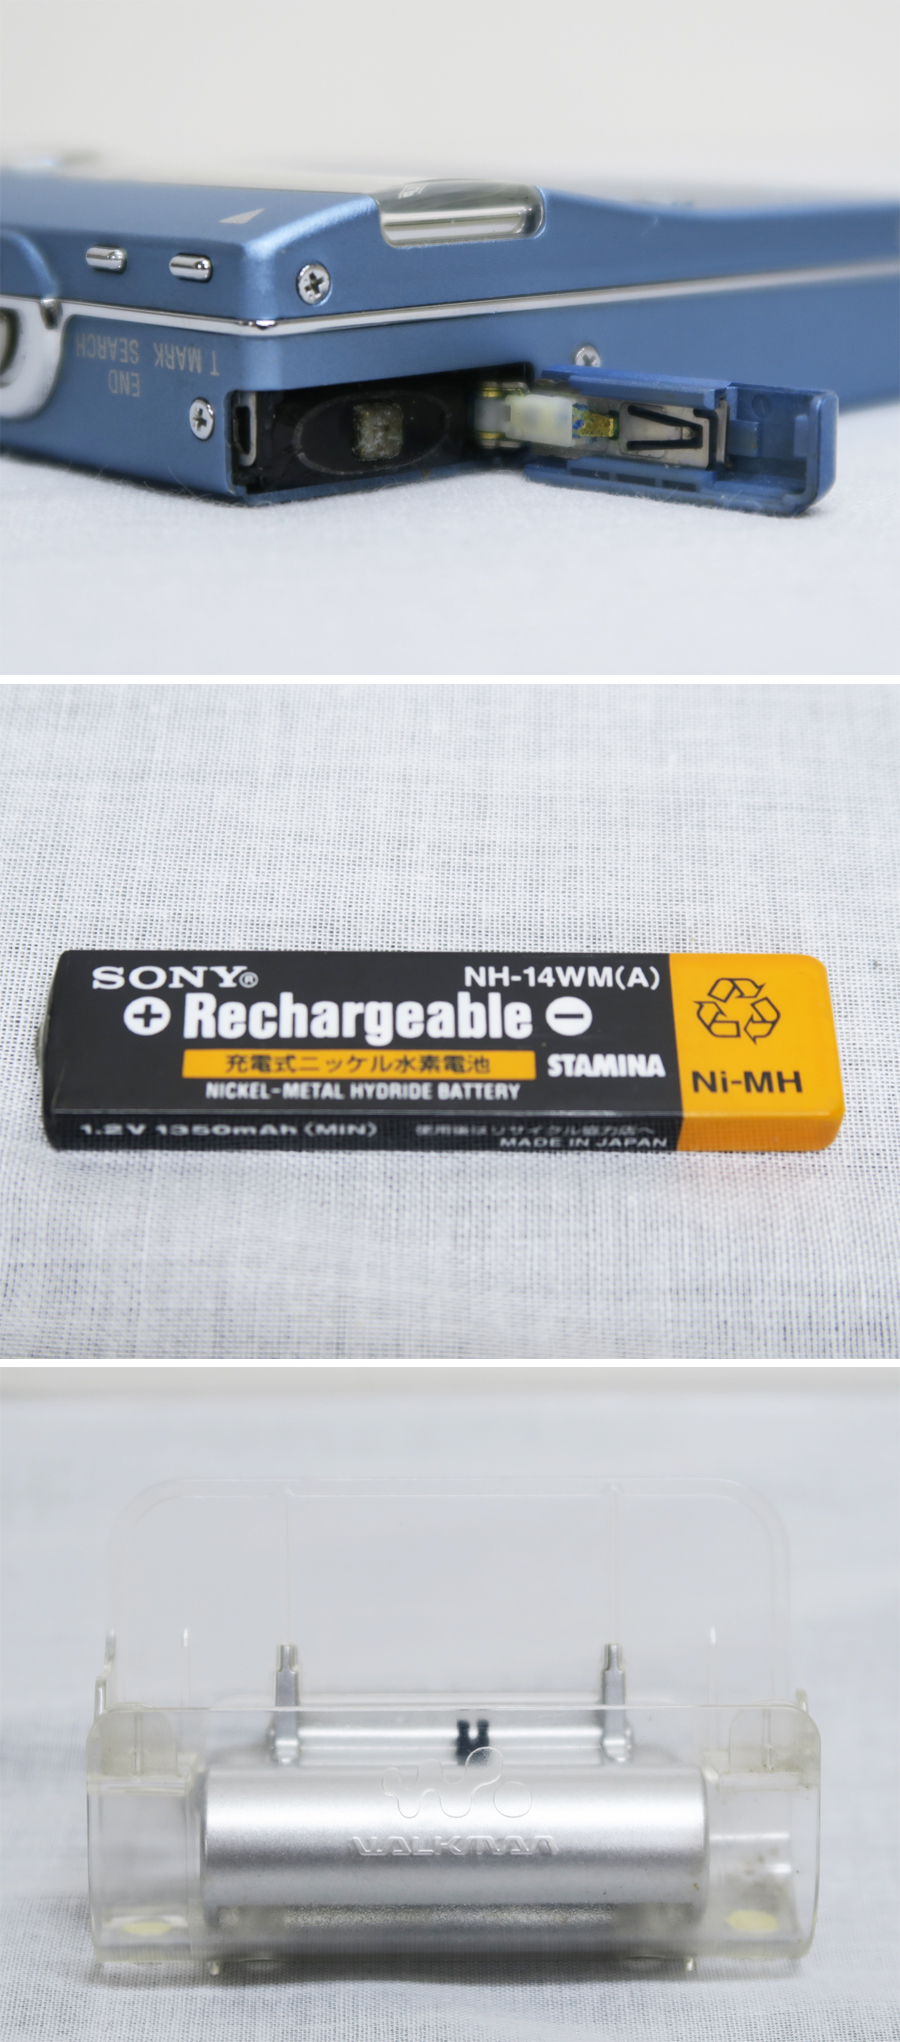 END
SEARCH
T MARK
SONY®
NH-14WM(A)
⊕ Rechargeable ⊖
充電式ニッケル水素電池
STAMINA
NICKEL-METAL HYDRIDE BATTERY
Ni-MH
1.2V 1350mAh (MIN)
使用後はリサイクル協力店へ
MADE IN JAPAN
WALKMAN